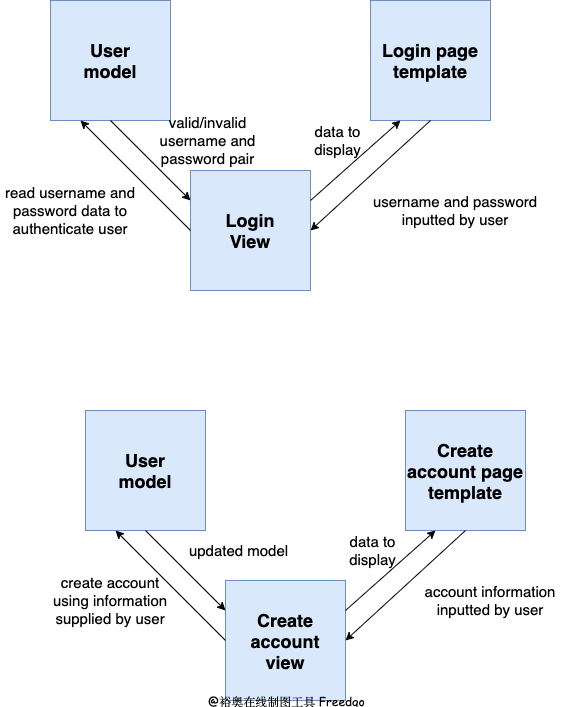 User
model
Login page
template
valid/invalid
username and
password pair
data to
display
read username and
password data to
authenticate user
username and password
inputted by user
Login
View
User
model
Create
account page
template
updated model
data to
display
create account
using information
supplied by user
account information
inputted by user
Create
account
view
@裕奥在线制图工具 Freedgo